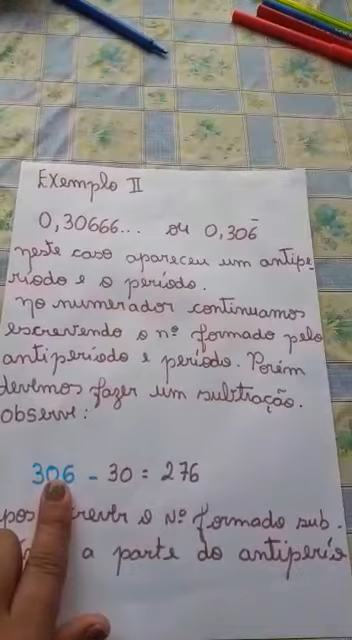 Exemplo II
0,30666... ou 0,306̄
neste caso apareceu um antipe-
ríodo e o período.
no numerador continuamos
escrevendo o nº formado pelo
antiperíodo e período. Porém
devemos fazer um subtração.
observe:
306 - 30 = 276
o nº formado sub.
a parte do antiperío